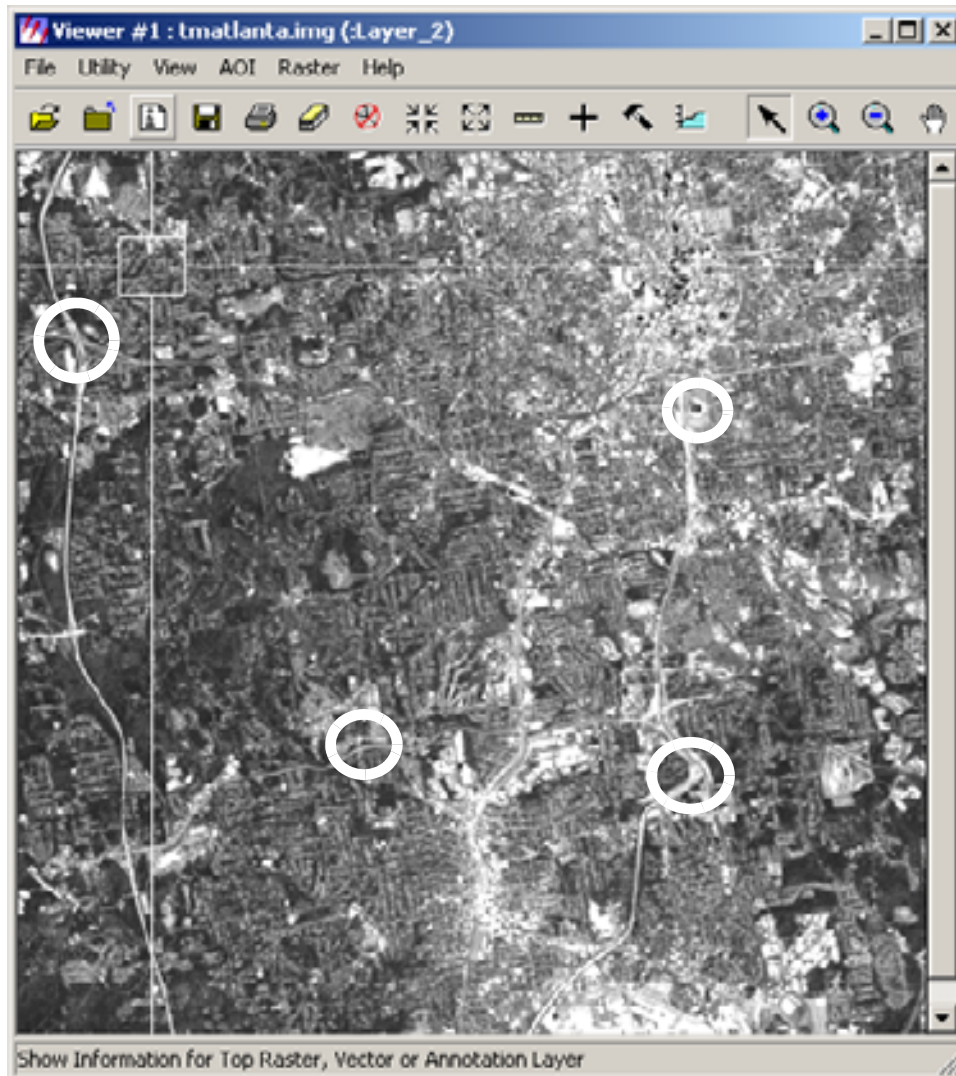 Viewer #1 : tmatlanta.img (:Layer_2)
File Utility View AOI Raster Help
Show Information for Top Raster, Vector or Annotation Layer